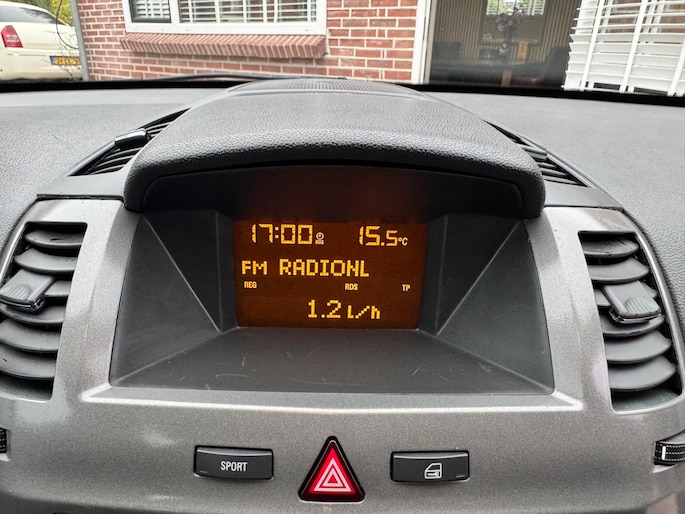 17:00 15.5°C
FM RADIONL
REG RDS TP
1.2 l/h
SPORT